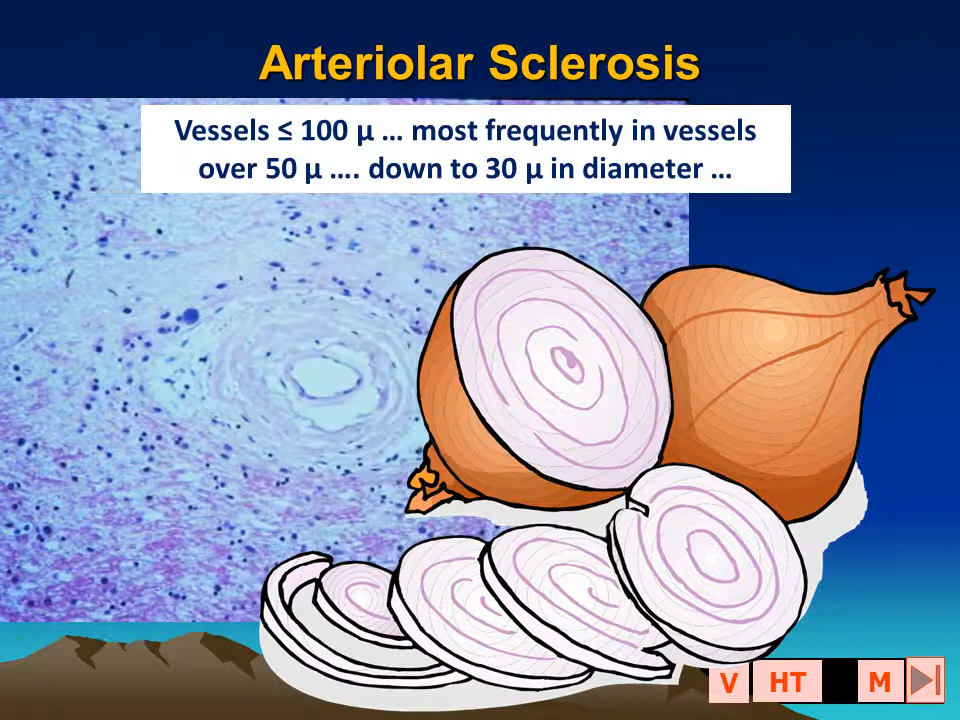 Arteriolar Sclerosis
Vessels ≤ 100 µ … most frequently in vessels
over 50 µ …. down to 30 µ in diameter …
V HT M